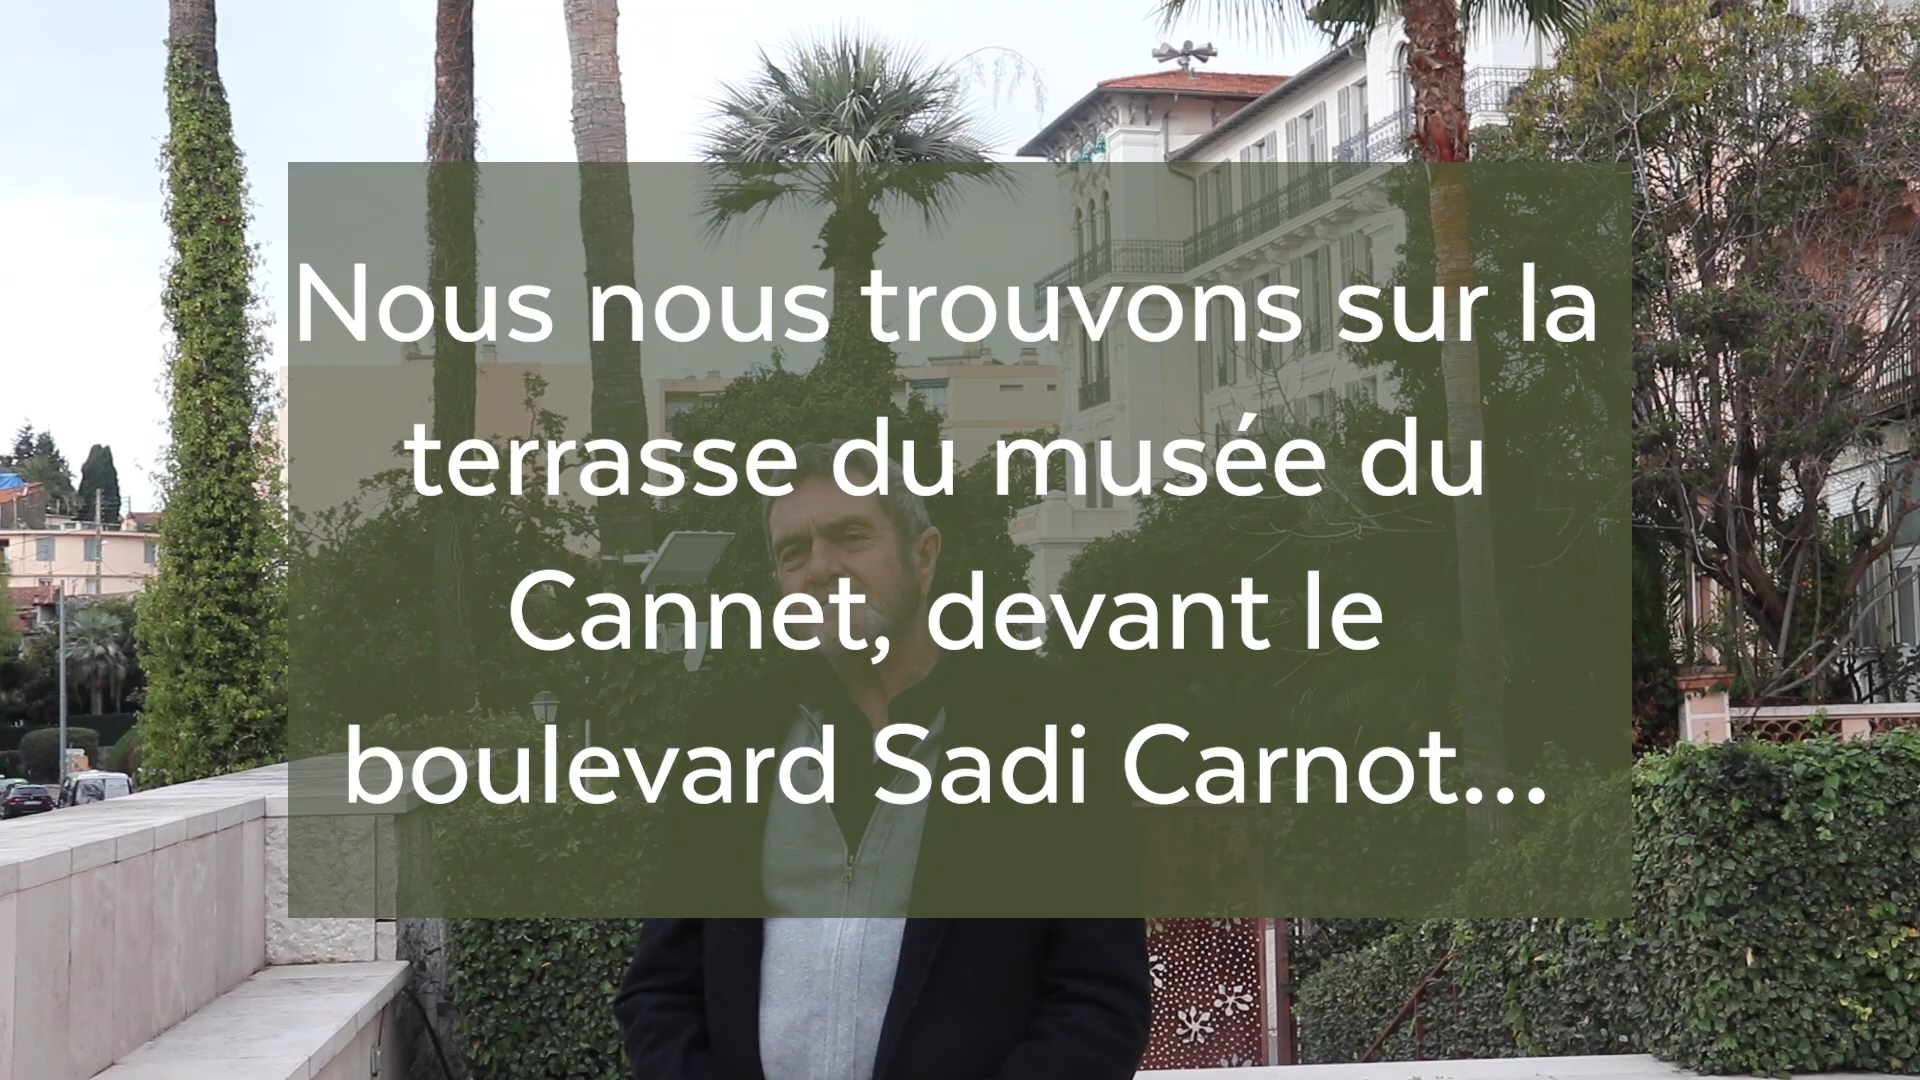 Nous nous trouvons sur la
terrasse du musée du
Cannet, devant le
boulevard Sadi Carnot...